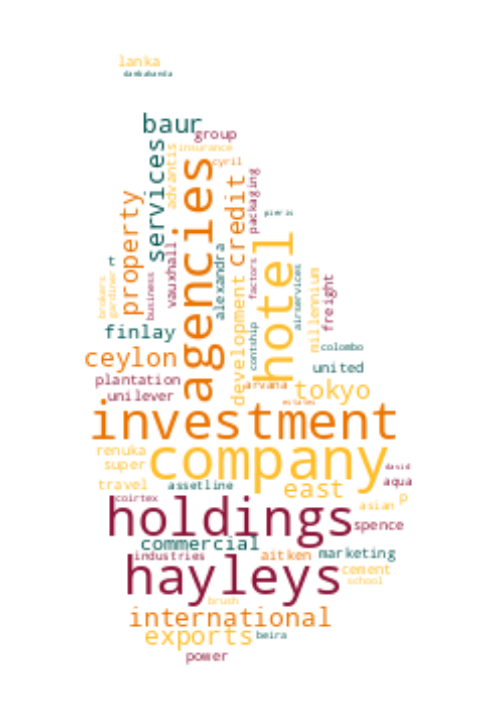 lanka
dambakanda
baur
group
insurance
cyril
services
advantis
agencies
credit
packaging
property
pieris
hotel
t
brokers
gardiner
business
vauxhall
alexandra
development
factors
contship
airservices
millennium
freight
finlay
colombo
ceylon
united
plantation
arvana
tokyo
unilever
estates
investment
renuka
company
super
david
travel
assetline
east
aqua
coirtex
asian
p
holdings
spence
commercial
industries
aitken
marketing
hayleys
cement
school
brush
international
exports
beira
power